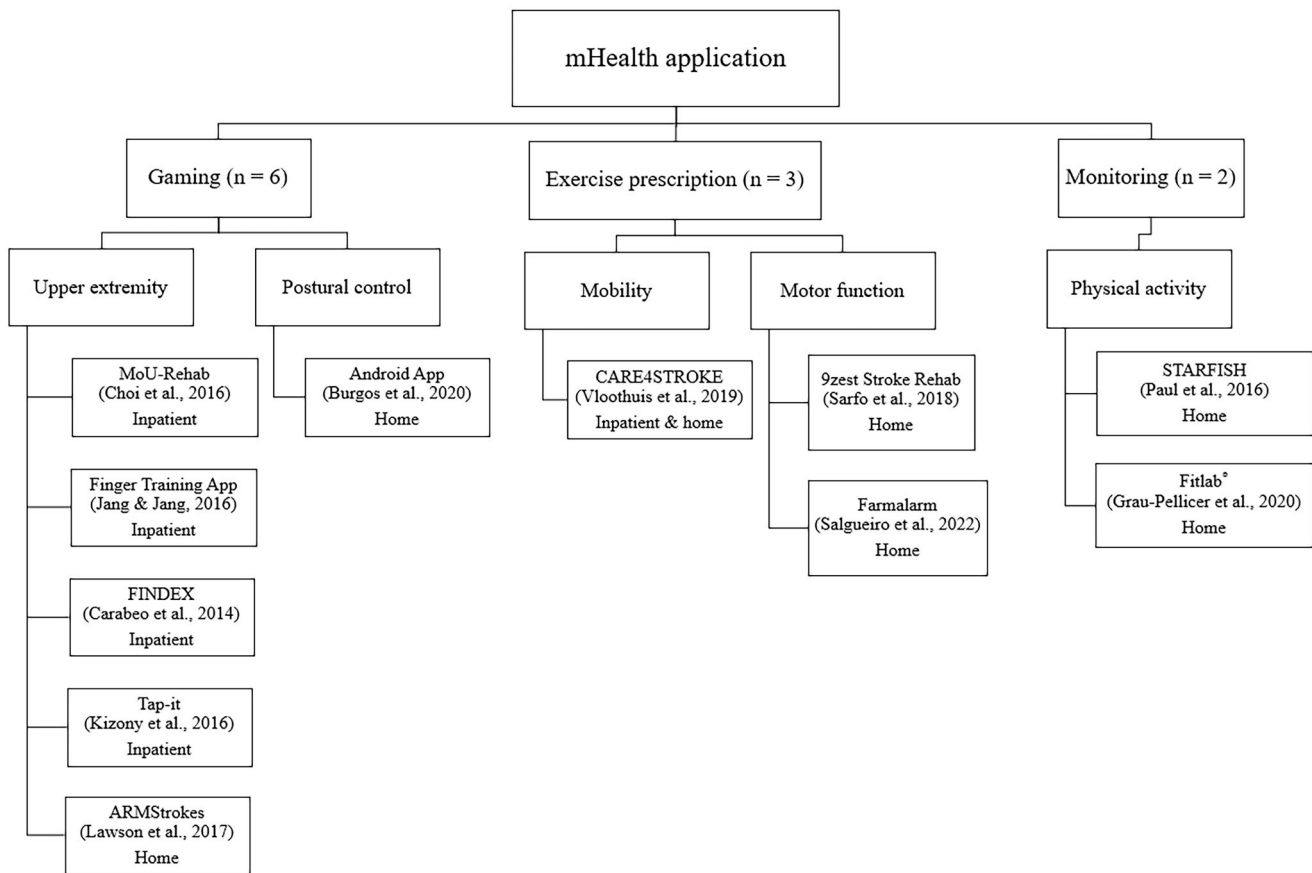 mHealth application
Gaming (n = 6)
Exercise prescription (n = 3)
Monitoring (n = 2)
Upper extremity
Postural control
Mobility
Motor function
Physical activity
MoU-Rehab
(Choi et al., 2016)
Inpatient
Finger Training App
(Jang & Jang, 2016)
Inpatient
FINDEX
(Carabeo et al., 2014)
Inpatient
Tap-it
(Kizony et al., 2016)
Inpatient
ARMStrokes
(Lawson et al., 2017)
Home
Android App
(Burgos et al., 2020)
Home
CARE4STROKE
(Vloothuis et al., 2019)
Inpatient & home
9zest Stroke Rehab
(Sarfo et al., 2018)
Home
Farmalarm
(Salgueiro et al., 2022)
Home
STARFISH
(Paul et al., 2016)
Home
Fitlab®
(Grau-Pellicer et al., 2020)
Home